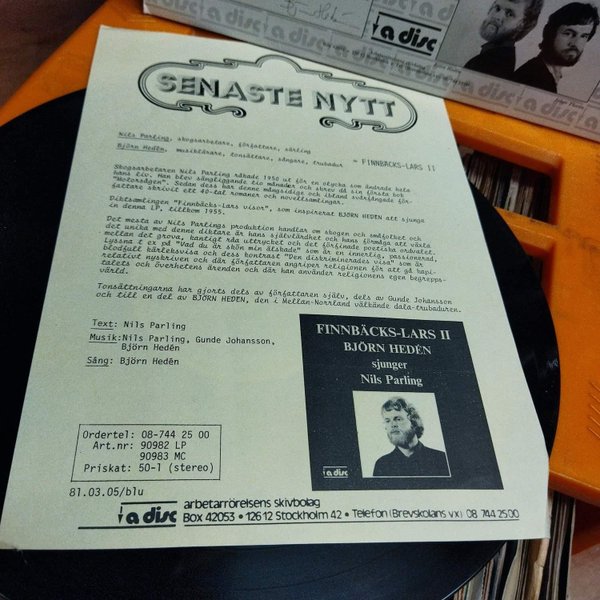 a disc
SENASTE NYTT
Nils Parling, skogsarbetare, författare, särling
Björn Hedén, musiklärare, tonsättare, sångare, trubadur = FINNBÄCKS-LARS II
Skogsarbetaren Nils Parling råkade 1950 ut för en olycka som ändrade hela
hans liv. Han blev sängliggande tio månader och skrev då sin första bok
"Motorsågen". Sedan dess har denne mångsidige och ibland svårfångade för-
fattare skrivit ett 40-tal romaner och novellsamlingar.
Diktsamlingen "Finnbäcks-Lars visor", som inspirerat BJÖRN HEDEN att sjunga
in denna LP, tillkom 1955.
Det mesta av Nils Parlings produktion handlar om skogen och småfolket och
det unika med denne diktare är hans självlärdhet och hans förmåga att växla
mellan det grova, kantigt råa uttrycket och det förfinade poetiska ordvalet.
Lyssna t ex på "Vad du är skön min älskade" som är en innerlig, passionerad,
blodfull kärleksvisa och dess kontrast "Den diskriminerades visa" som är
relativt nyskriven och där författaren angriper religionen för att gå kapi-
talets och överhetens ärenden och där han använder religionens egen begrepps-
värld.
Tonsättningarna har gjorts dels av författaren själv, dels av Gunde Johansson
och till en del av BJÖRN HEDEN, den i Mellan-Norrland välkände dala-trubaduren.
Text: Nils Parling
Musik:Nils Parling, Gunde Johansson,
Björn Hedén
Sång: Björn Hedén
FINNBÄCKS-LARS II
BJÖRN HEDÉN
sjunger
Nils Parling
a disc
Ordertel: 08-744 25 00
Art.nr: 90982 LP
90983 MC
Priskat: 50-1 (stereo)
81.03.05/blu
a disc arbetarrörelsens skivbolag
Box 42053 • 126 12 Stockholm 42 • Telefon (Brevskolans vx) 08 744 25 00